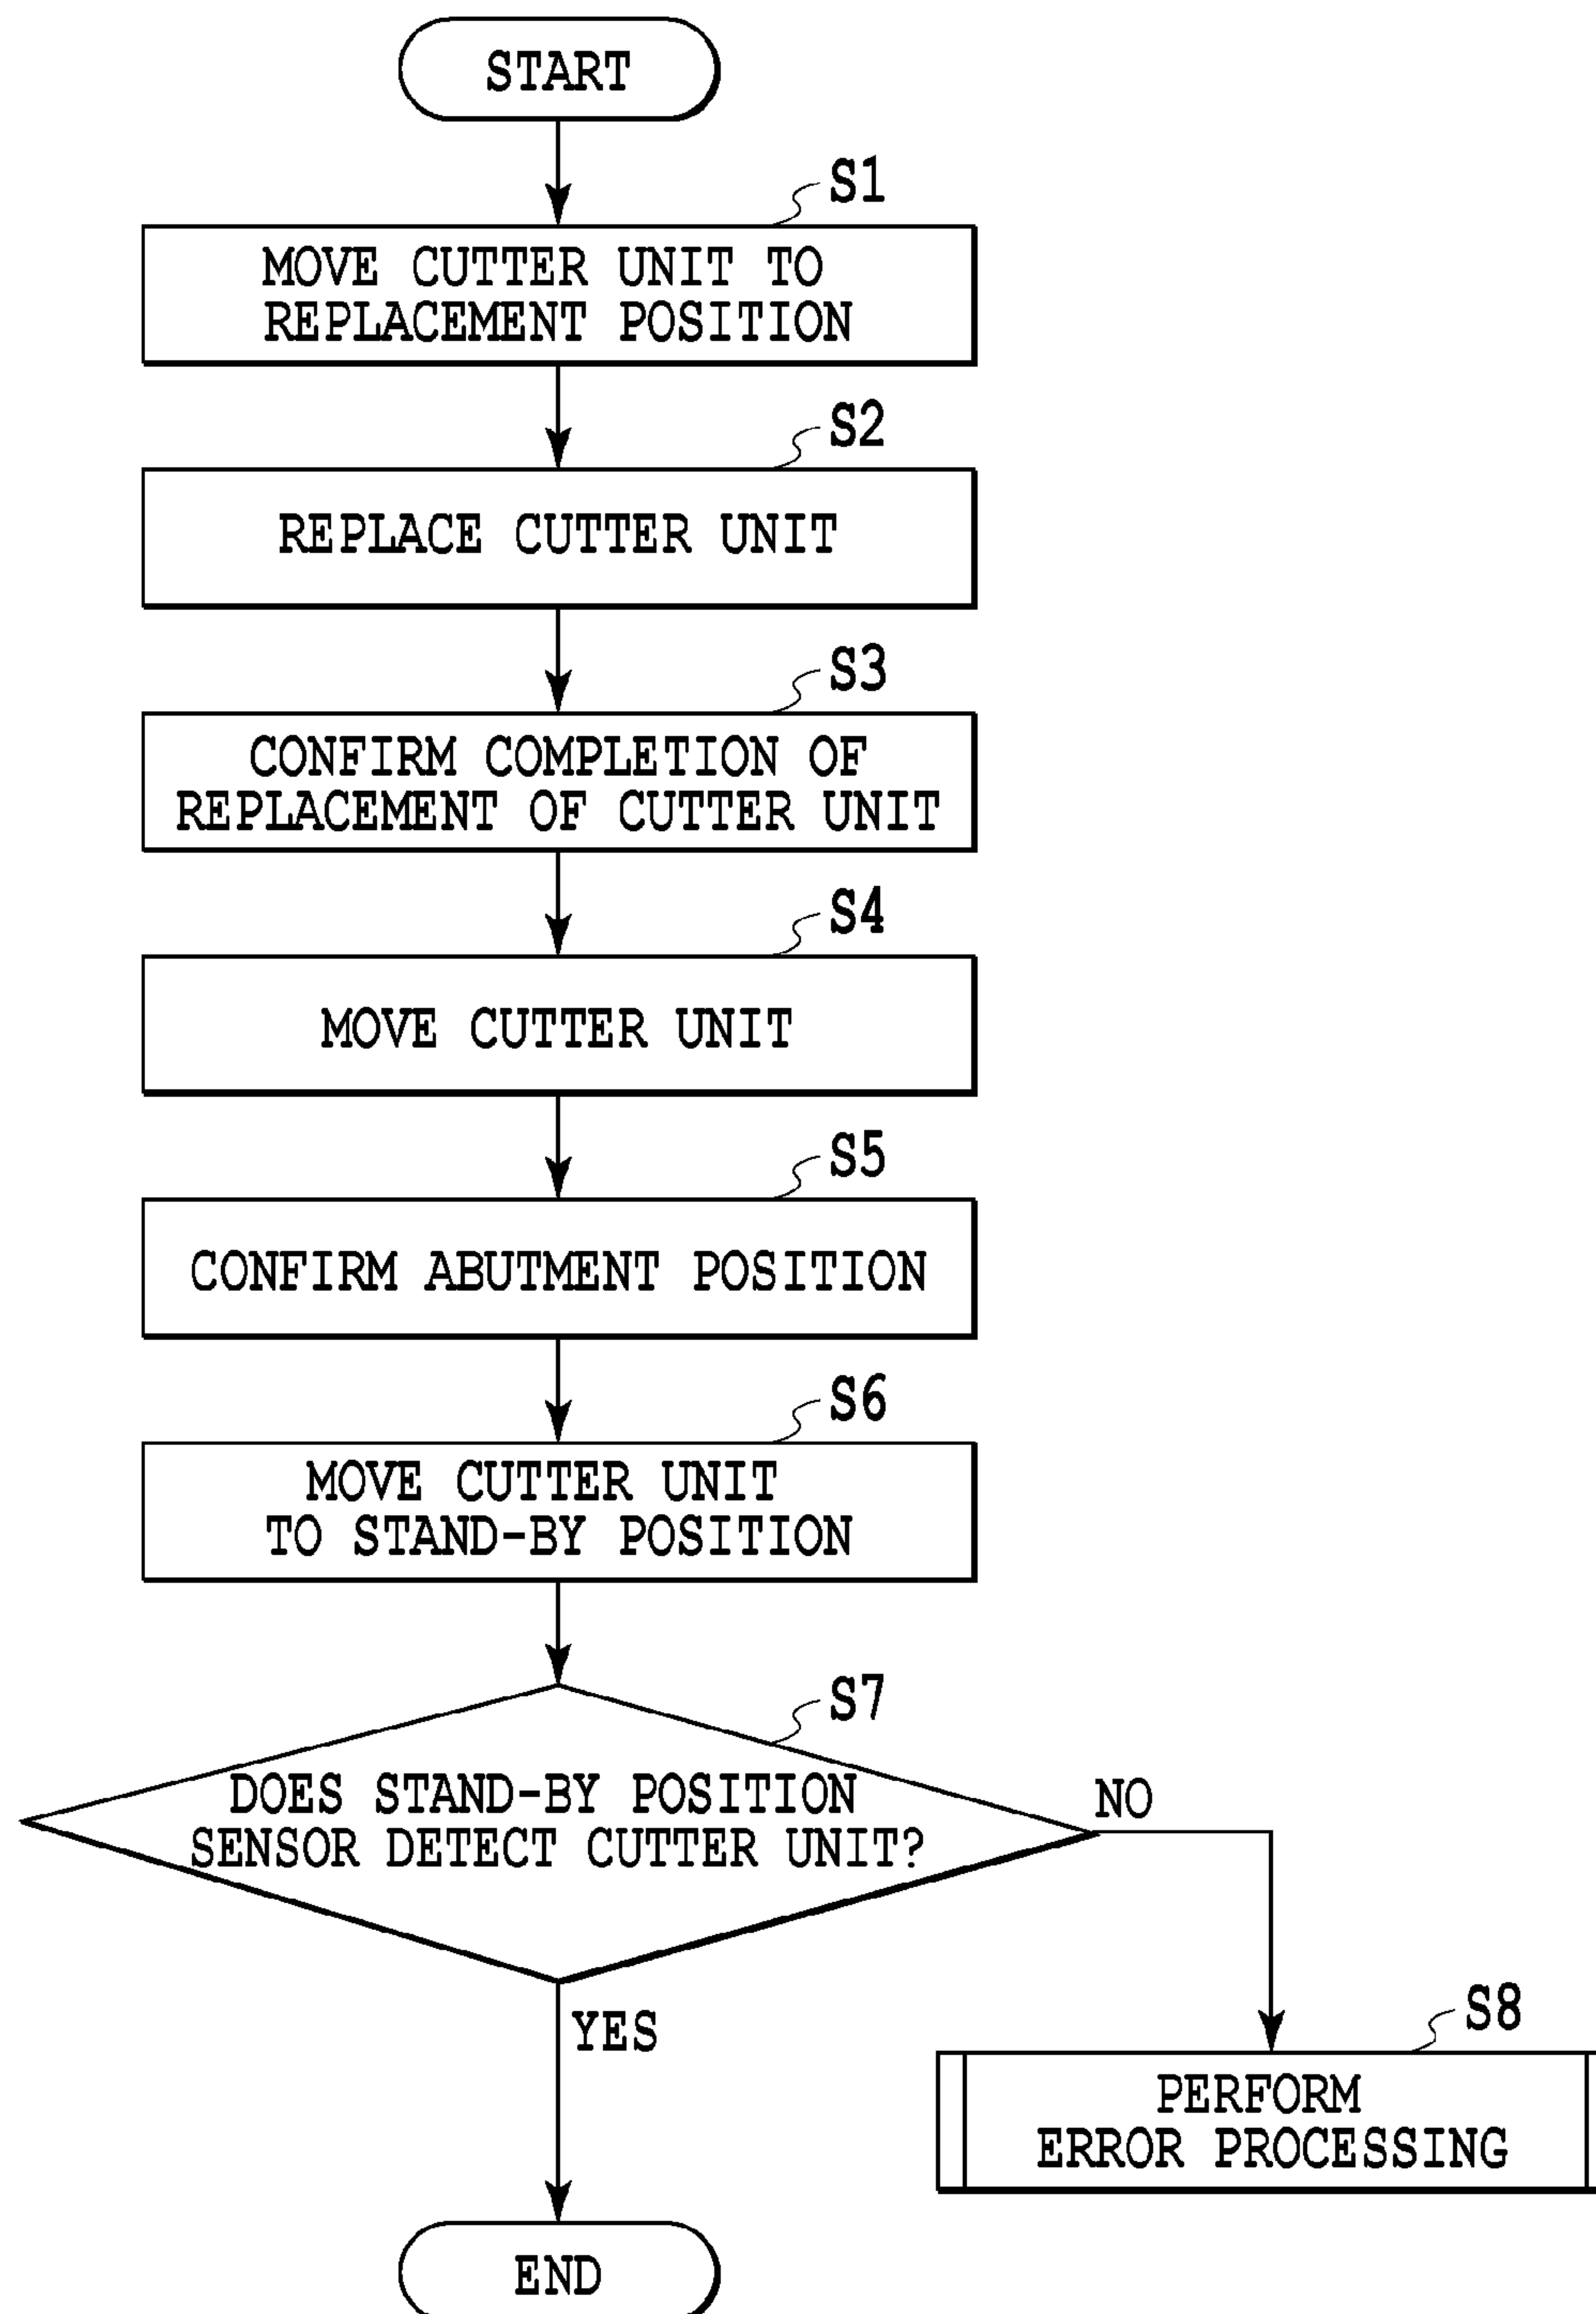 START
S1
MOVE CUTTER UNIT TO
REPLACEMENT POSITION
S2
REPLACE CUTTER UNIT
S3
CONFIRM COMPLETION OF
REPLACEMENT OF CUTTER UNIT
S4
MOVE CUTTER UNIT
S5
CONFIRM ABUTMENT POSITION
S6
MOVE CUTTER UNIT
TO STAND-BY POSITION
S7
DOES STAND-BY POSITION
SENSOR DETECT CUTTER UNIT?
NO
YES
S8
PERFORM
ERROR PROCESSING
END